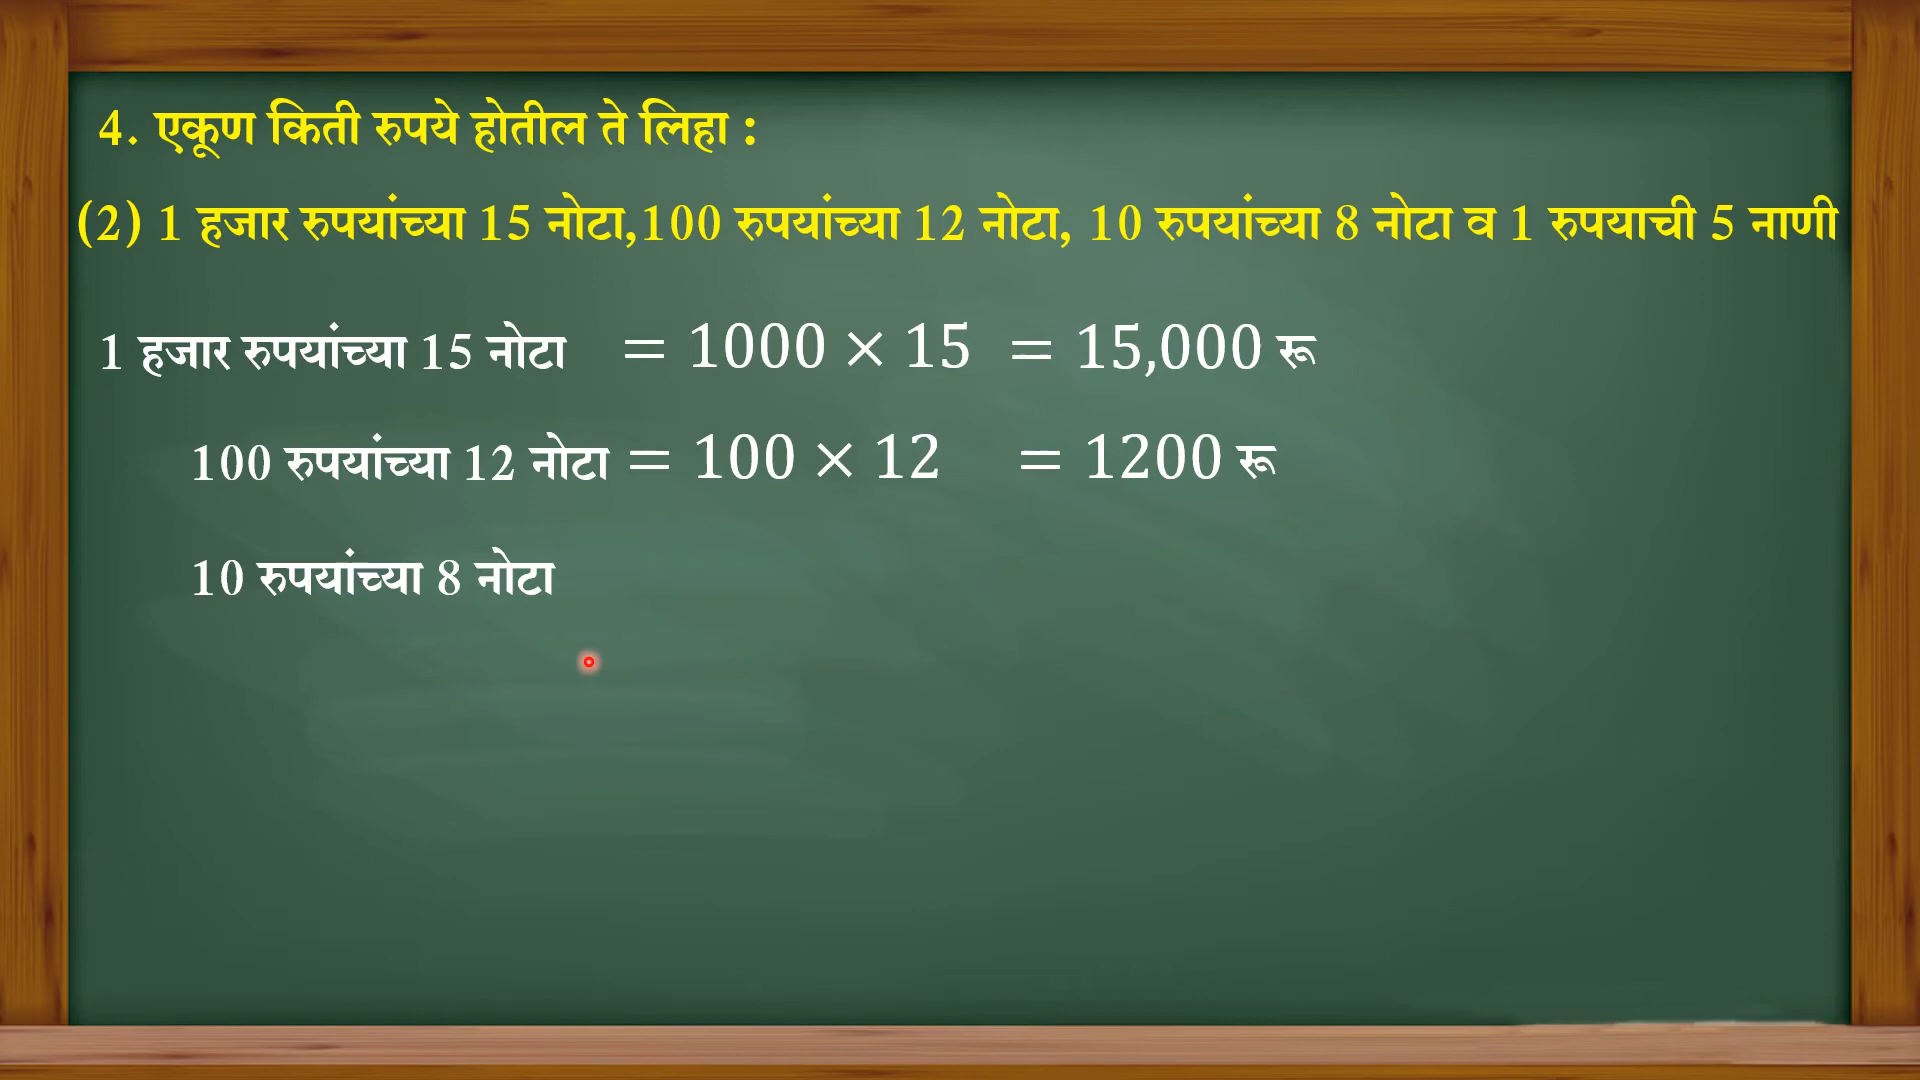 4. एकूण किती रुपये होतील ते लिहा :
(2) 1 हजार रुपयांच्या 15 नोटा,100 रुपयांच्या 12 नोटा, 10 रुपयांच्या 8 नोटा व 1 रुपयाची 5 नाणी
1 हजार रुपयांच्या 15 नोटा = 1000 × 15 = 15,000 रू
100 रुपयांच्या 12 नोटा = 100 × 12 = 1200 रू
10 रुपयांच्या 8 नोटा